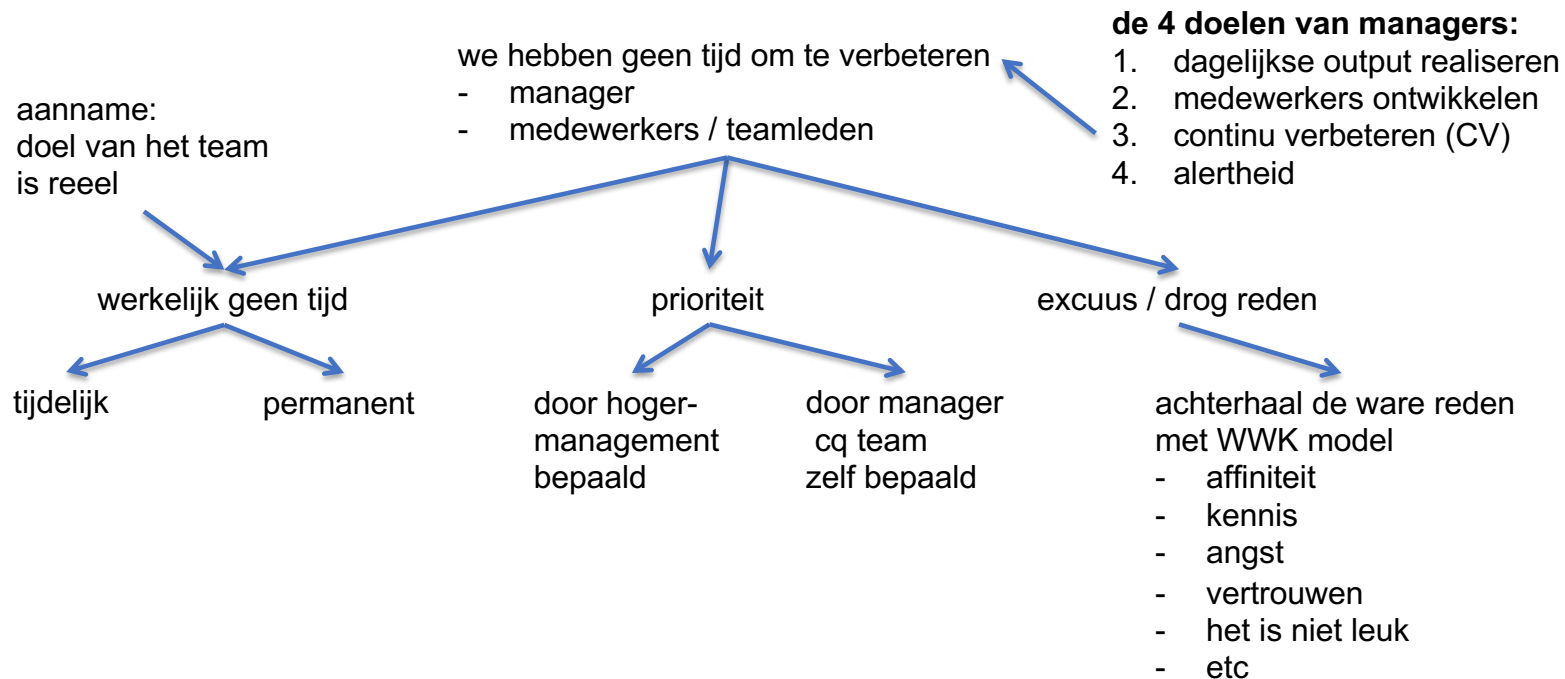 de 4 doelen van managers:
1. dagelijkse output realiseren
2. medewerkers ontwikkelen
3. continu verbeteren (CV)
4. alertheid
we hebben geen tijd om te verbeteren
- manager
- medewerkers / teamleden
aanname:
doel van het team
is reeel
werkelijk geen tijd
prioriteit
excuus / drog reden
tijdelijk
permanent
door hoger-
management
bepaald
door manager
cq team
zelf bepaald
achterhaal de ware reden
met WWK model
- affiniteit
- kennis
- angst
- vertrouwen
- het is niet leuk
- etc